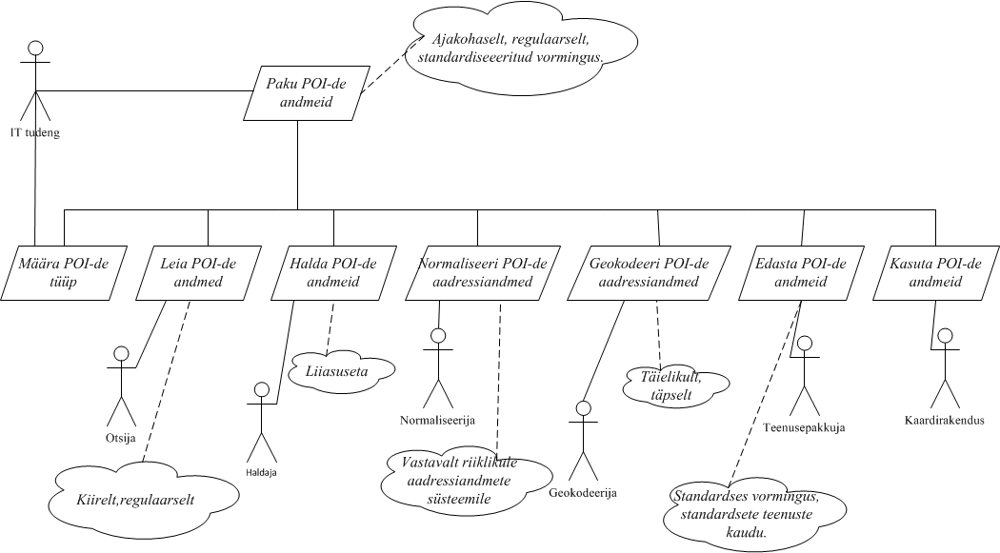 Ajakohaselt, regulaarselt,
standardiseeeritud vormingus.
Paku POI-de
andmeid
IT tudeng
Määra POI-de
tüüp
Leia POI-de
andmed
Halda POI-de
andmeid
Normaliseeri POI-de
aadressiandmed
Geokodeeri POI-de
aadressiandmed
Edasta POI-de
andmeid
Kasuta POI-de
andmeid
Otsija
Liiasuseta
Haldaja
Normaliseerija
Täielikult,
täpselt
Teenusepakkuja
Kaardirakendus
Kiirelt,regulaarselt
Vastavalt riiklikule
aadressiandmete
süsteemile
Geokodeerija
Standardses vormingus,
standardsete teenuste
kaudu.